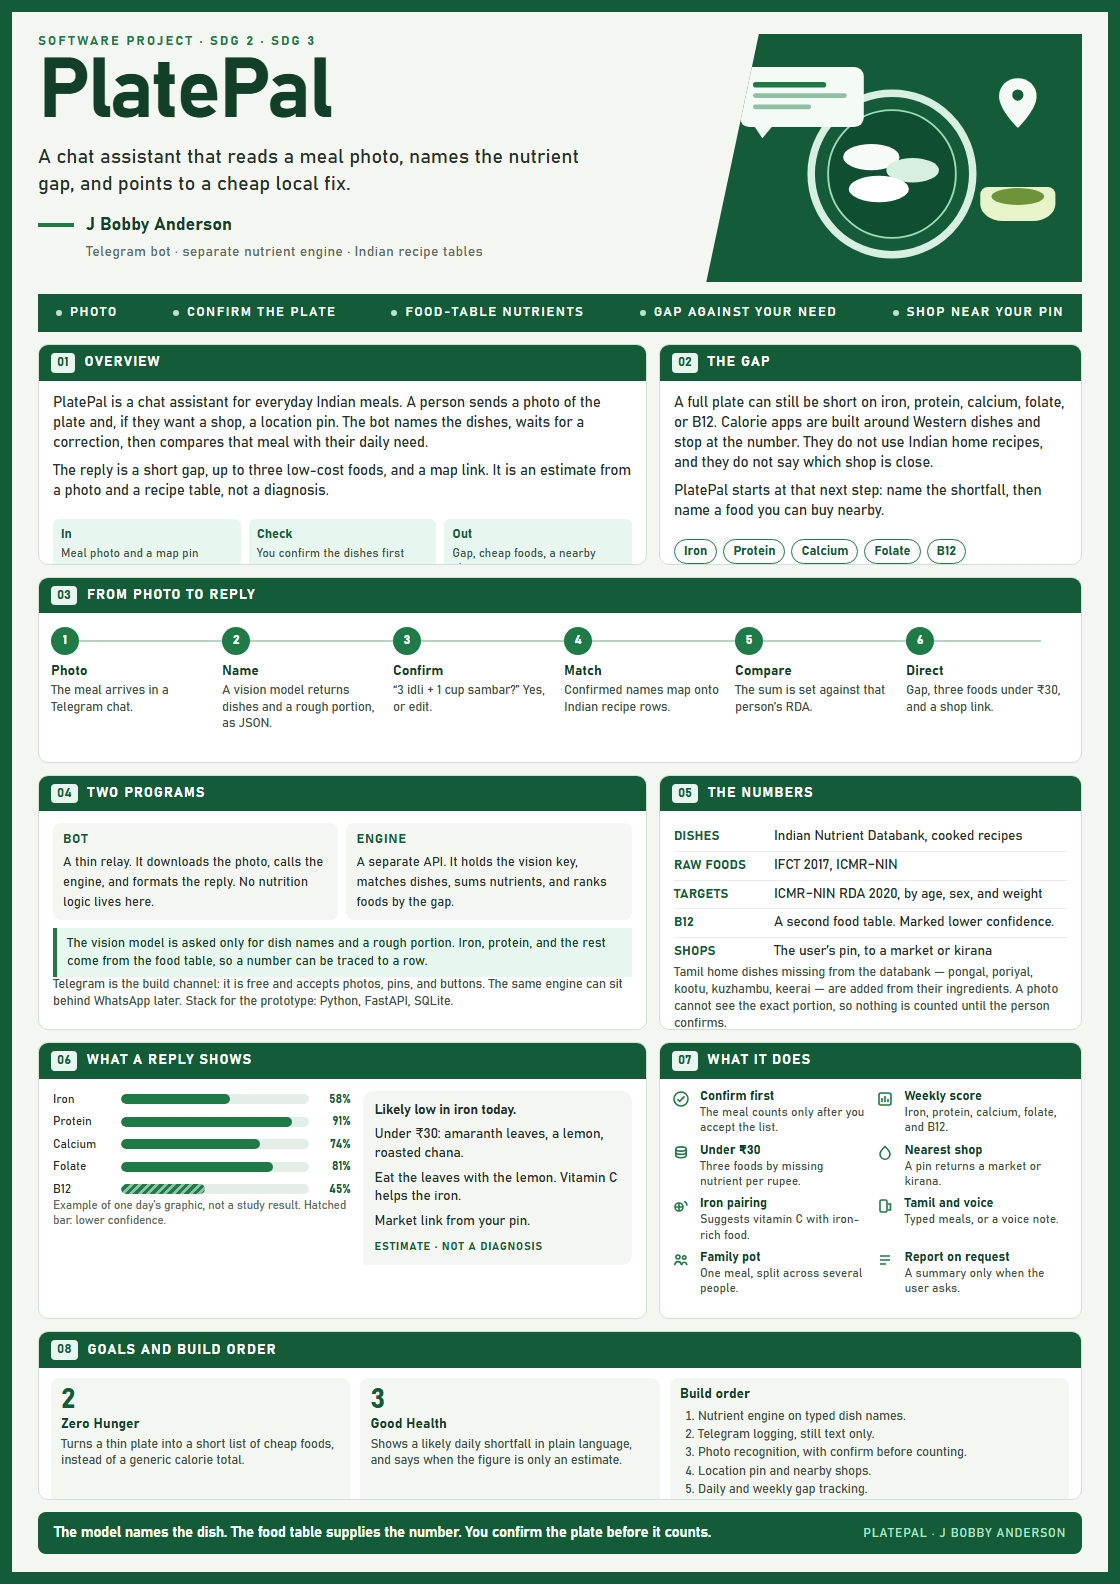 SOFTWARE PROJECT · SDG 2 · SDG 3
PlatePal
A chat assistant that reads a meal photo, names the nutrient
gap, and points to a cheap local fix.
J Bobby Anderson
Telegram bot · separate nutrient engine · Indian recipe tables
PHOTO
CONFIRM THE PLATE
FOOD-TABLE NUTRIENTS
GAP AGAINST YOUR NEED
SHOP NEAR YOUR PIN
01 OVERVIEW
PlatePal is a chat assistant for everyday Indian meals. A person sends a photo of the
plate and, if they want a shop, a location pin. The bot names the dishes, waits for a
correction, then compares that meal with their daily need.
The reply is a short gap, up to three low-cost foods, and a map link. It is an estimate from
a photo and a recipe table, not a diagnosis.
In
Meal photo and a map pin
Check
You confirm the dishes first
Out
Gap, cheap foods, a nearby
02 THE GAP
A full plate can still be short on iron, protein, calcium, folate,
or B12. Calorie apps are built around Western dishes and
stop at the number. They do not use Indian home recipes,
and they do not say which shop is close.
PlatePal starts at that next step: name the shortfall, then
name a food you can buy nearby.
Iron
Protein
Calcium
Folate
B12
03 FROM PHOTO TO REPLY
1
Photo
The meal arrives in a
Telegram chat.
2
Name
A vision model returns
dishes and a rough portion,
as JSON.
3
Confirm
“3 idli + 1 cup sambar?” Yes,
or edit.
4
Match
Confirmed names map onto
Indian recipe rows.
5
Compare
The sum is set against that
person’s RDA.
6
Direct
Gap, three foods under ₹30,
and a shop link.
04 TWO PROGRAMS
BOT
A thin relay. It downloads the photo, calls the
engine, and formats the reply. No nutrition
logic lives here.
ENGINE
A separate API. It holds the vision key,
matches dishes, sums nutrients, and ranks
foods by the gap.
The vision model is asked only for dish names and a rough portion. Iron, protein, and the rest
come from the food table, so a number can be traced to a row.
Telegram is the build channel: it is free and accepts photos, pins, and buttons. The same engine can sit
behind WhatsApp later. Stack for the prototype: Python, FastAPI, SQLite.
05 THE NUMBERS
DISHES Indian Nutrient Databank, cooked recipes
RAW FOODS IFCT 2017, ICMR–NIN
TARGETS ICMR–NIN RDA 2020, by age, sex, and weight
B12 A second food table. Marked lower confidence.
SHOPS The user’s pin, to a market or kirana
Tamil home dishes missing from the databank — pongal, poriyal,
kootu, kuzhambu, keerai — are added from their ingredients. A photo
cannot see the exact portion, so nothing is counted until the person
confirms.
06 WHAT A REPLY SHOWS
Iron 58%
Protein 91%
Calcium 74%
Folate 81%
B12 45%
Example of one day’s graphic, not a study result. Hatched
bar: lower confidence.
Likely low in iron today.
Under ₹30: amaranth leaves, a lemon,
roasted chana.
Eat the leaves with the lemon. Vitamin C
helps the iron.
Market link from your pin.
ESTIMATE · NOT A DIAGNOSIS
07 WHAT IT DOES
Confirm first
The meal counts only after you
accept the list.
Weekly score
Iron, protein, calcium, folate,
and B12.
Under ₹30
Three foods by missing
nutrient per rupee.
Nearest shop
A pin returns a market or
kirana.
Iron pairing
Suggests vitamin C with iron-
rich food.
Tamil and voice
Typed meals, or a voice note.
Family pot
One meal, split across several
people.
Report on request
A summary only when the
user asks.
08 GOALS AND BUILD ORDER
2
Zero Hunger
Turns a thin plate into a short list of cheap foods,
instead of a generic calorie total.
3
Good Health
Shows a likely daily shortfall in plain language,
and says when the figure is only an estimate.
Build order
1. Nutrient engine on typed dish names.
2. Telegram logging, still text only.
3. Photo recognition, with confirm before counting.
4. Location pin and nearby shops.
5. Daily and weekly gap tracking.
The model names the dish. The food table supplies the number. You confirm the plate before it counts.
PLATEPAL · J BOBBY ANDERSON